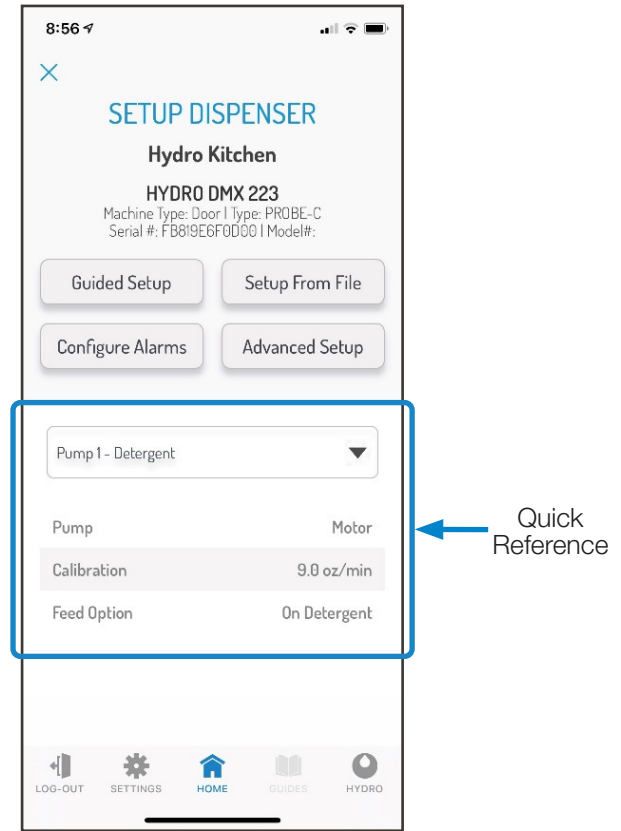 8:56
SETUP DISPENSER
Hydro Kitchen
HYDRO DMX 223
Machine Type: Door | Type: PROBE-C
Serial #: FB819E6F0D00 | Model#:
Guided Setup
Setup From File
Configure Alarms
Advanced Setup
Pump 1 - Detergent
Pump Motor
Calibration 9.0 oz/min
Feed Option On Detergent
Quick
Reference
LOG-OUT SETTINGS HOME GUIDES HYDRO